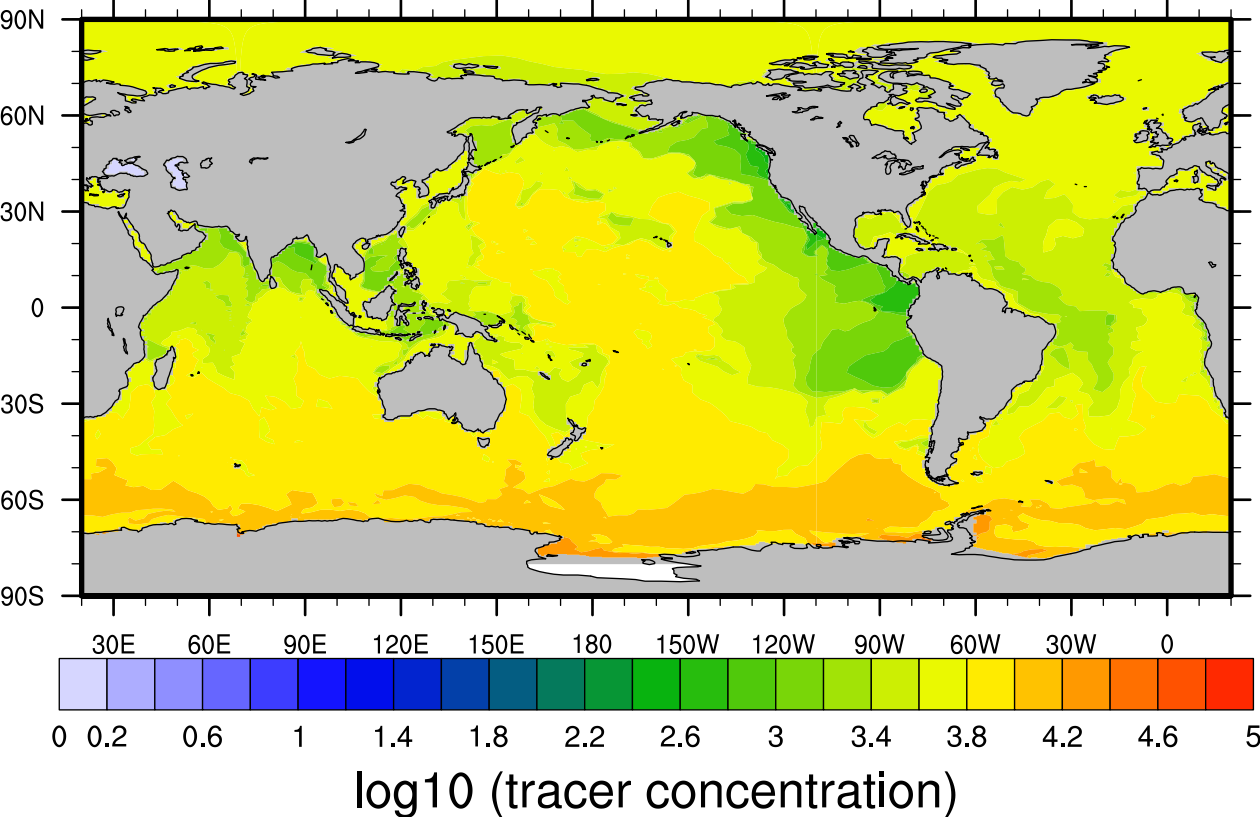 90N
60N
30N
0
30S
60S
90S
30E 60E 90E 120E 150E 180 150W 120W 90W 60W 30W 0
0 0.2 0.6 1 1.4 1.8 2.2 2.6 3 3.4 3.8 4.2 4.6 5
log10 (tracer concentration)